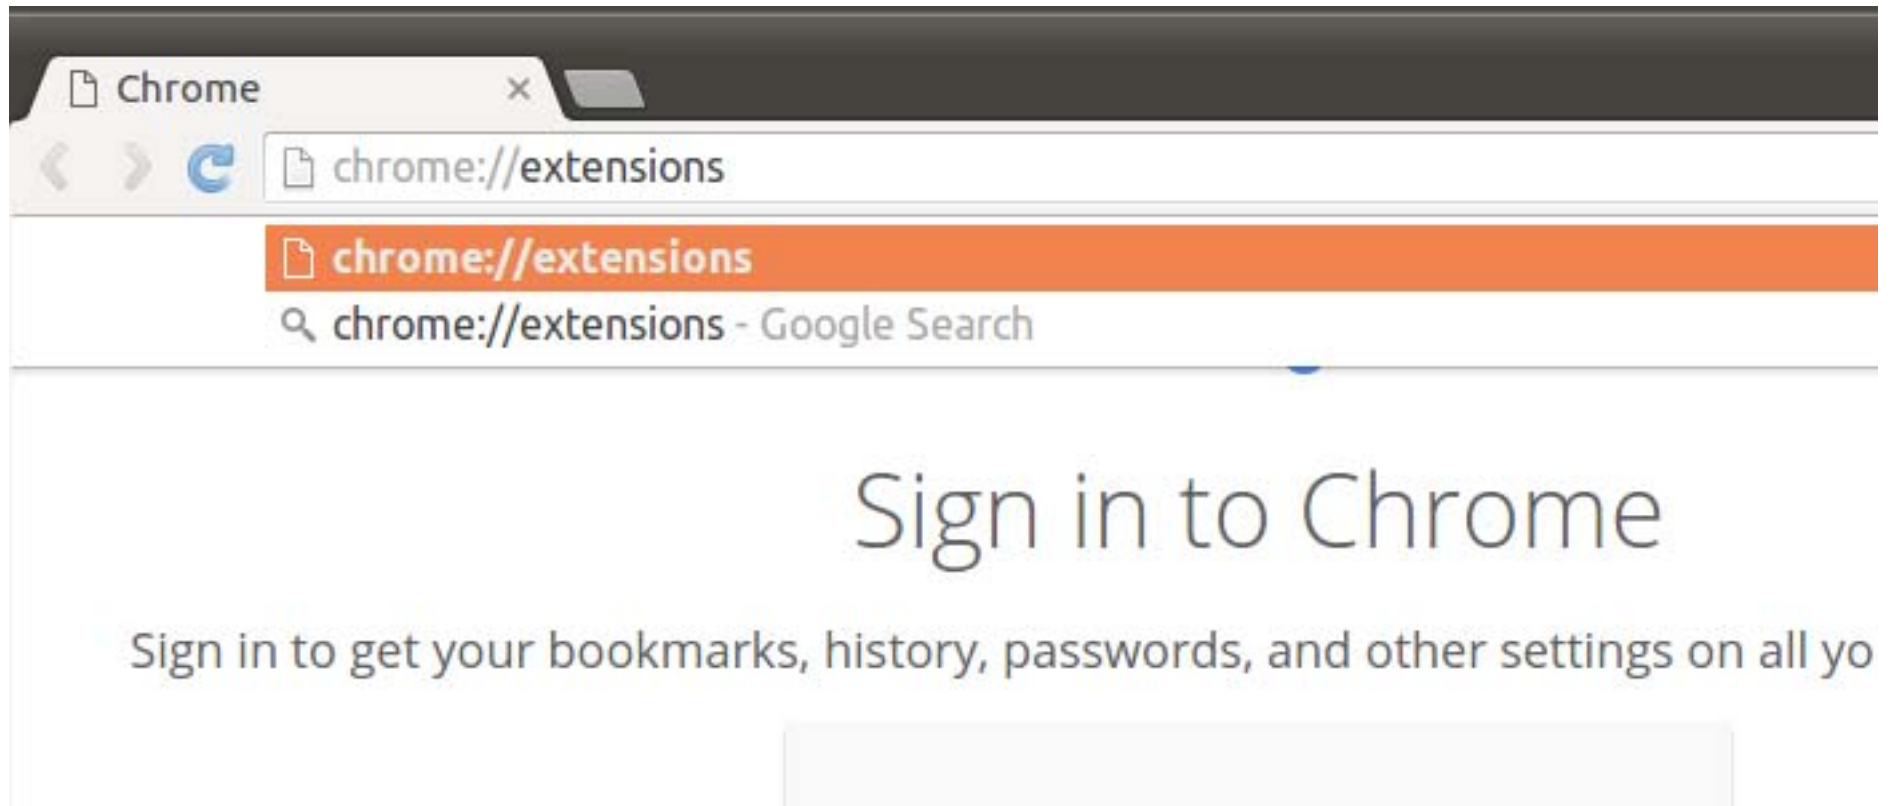 Chrome
chrome://extensions
chrome://extensions
chrome://extensions - Google Search
Sign in to Chrome
Sign in to get your bookmarks, history, passwords, and other settings on all yo